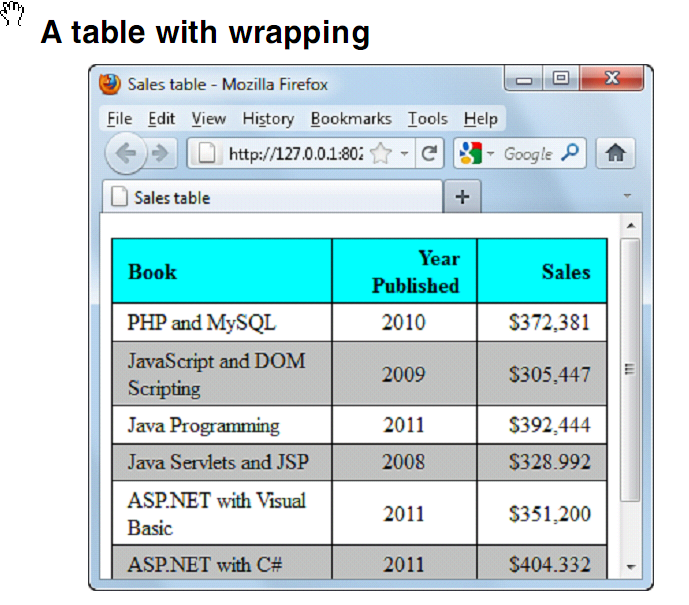 A table with wrapping
Sales table - Mozilla Firefox
File Edit View History Bookmarks Tools Help
http://127.0.0.1:802 Google
Sales table
Book Year Published Sales
PHP and MySQL 2010 $372,381
JavaScript and DOM Scripting 2009 $305,447
Java Programming 2011 $392,444
Java Servlets and JSP 2008 $328.992
ASP.NET with Visual Basic 2011 $351,200
ASP.NET with C# 2011 $404.332